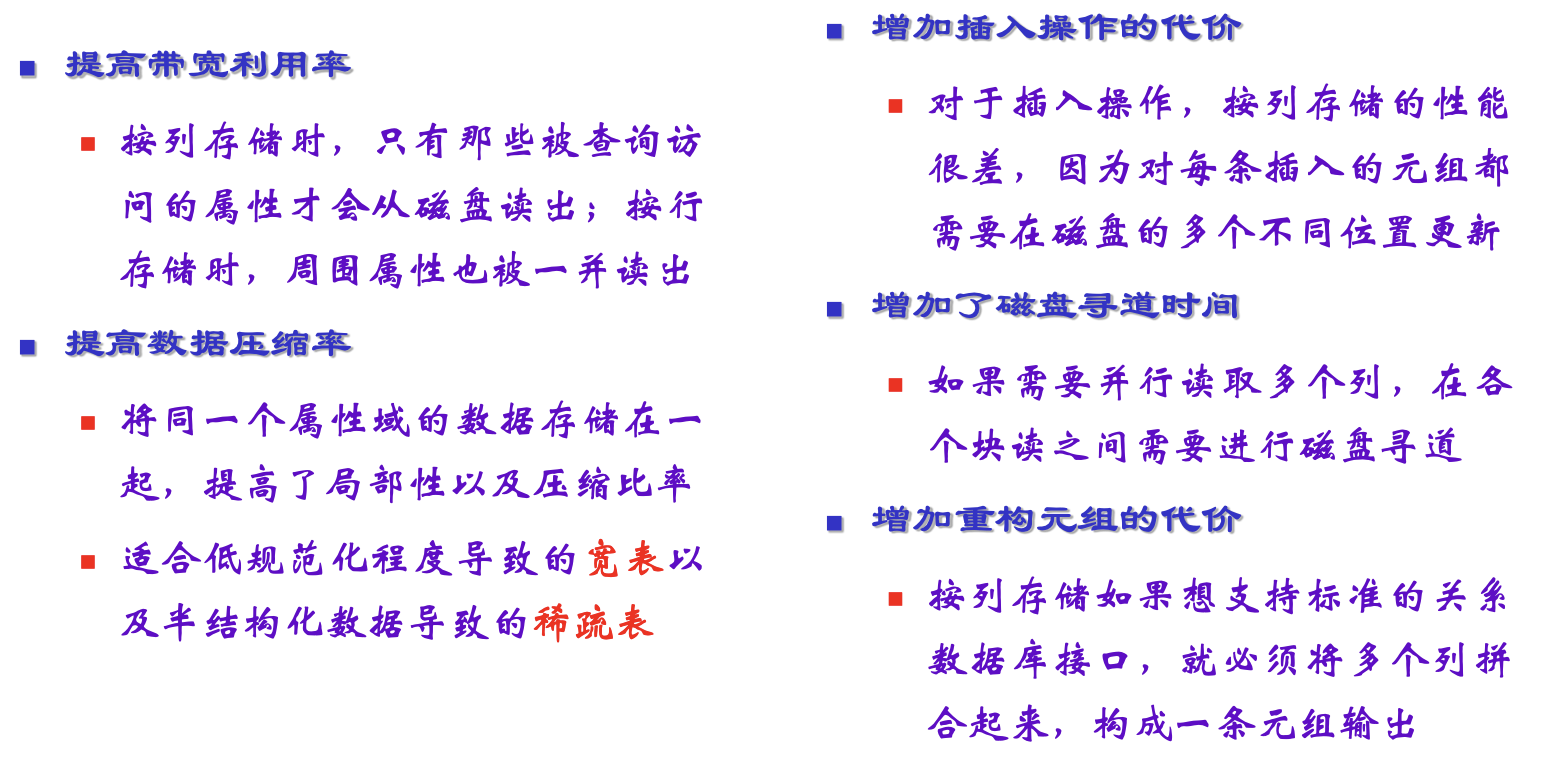 提高带宽利用率
按列存储时，只有那些被查询访
问的属性才会从磁盘读出；按行
存储时，周围属性也被一并读出
提高数据压缩率
将同一个属性域的数据存储在一
起，提高了局部性以及压缩比率
适合低规范化程度导致的宽表以
及半结构化数据导致的稀疏表
增加插入操作的代价
对于插入操作，按列存储的性能
很差，因为对每条插入的元组都
需要在磁盘的多个不同位置更新
增加了磁盘寻道时间
如果需要并行读取多个列，在各
个块读之间需要进行磁盘寻道
增加重构元组的代价
按列存储如果想支持标准的关系
数据库接口，就必须将多个列拼
合起来，构成一条元组输出